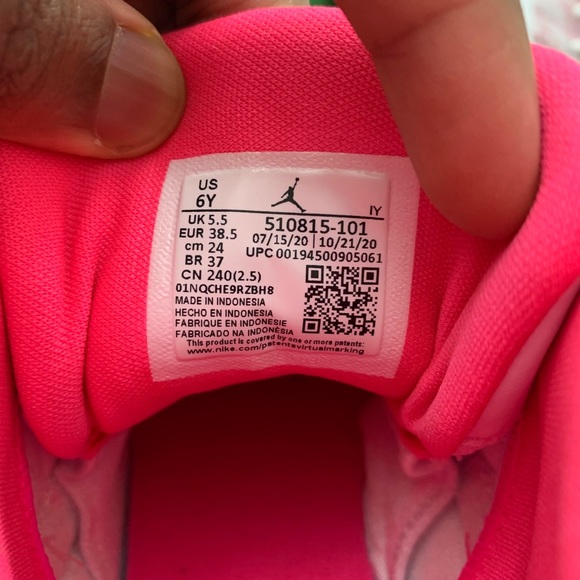 US
6Y
IY
UK 5.5
EUR 38.5
cm 24
BR 37
CN 240(2.5)
510815-101
07/15/20 | 10/21/20
UPC 00194500905061
01NQCHE9RZBH8
MADE IN INDONESIA
HECHO EN INDONESIA
FABRIQUE EN INDONESIE
FABRICADO NA INDONÉSIA
This product is covered by one or more patents:
www.nike.com/patentsvirtualmarking